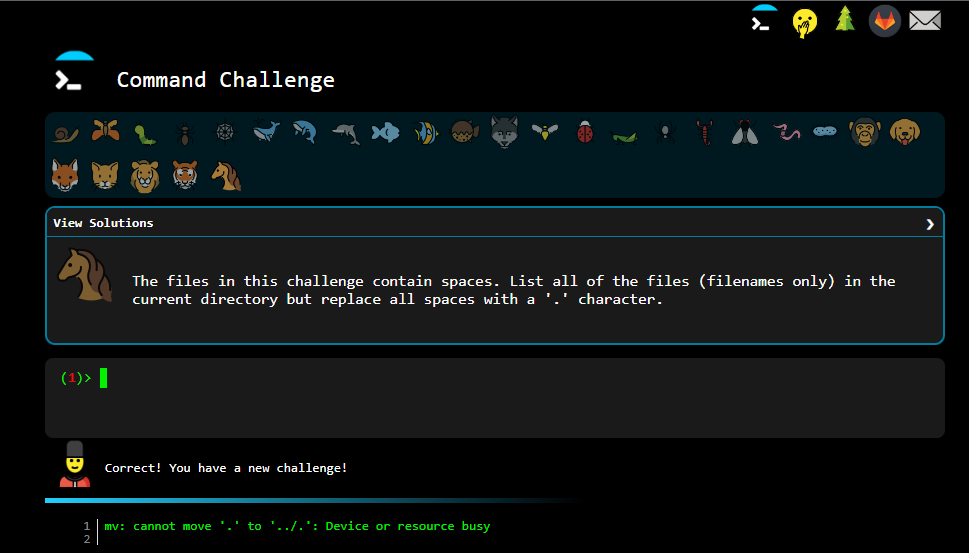 Command Challenge
View Solutions
The files in this challenge contain spaces. List all of the files (filenames only) in the
current directory but replace all spaces with a '.' character.
(1)>
Correct! You have a new challenge!
1 mv: cannot move '.' to '../.': Device or resource busy
2